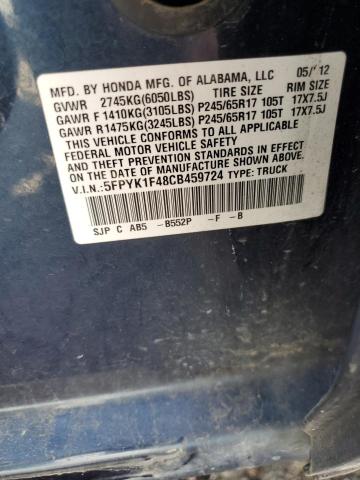 MFD. BY HONDA MFG. OF ALABAMA, LLC 05/'12
GVWR 2745KG(6050LBS) TIRE SIZE RIM SIZE
GAWR F 1410KG(3105LBS) P245/65R17 105T 17X7.5J
GAWR R1475KG(3245LBS) P245/65R17 105T 17X7.5J
THIS VEHICLE CONFORMS TO ALL APPLICABLE
FEDERAL MOTOR VEHICLE SAFETY
AND THEFT PREVENTION STANDARDS IN EFFECT
ON THE DATE OF MANUFACTURE SHOWN ABOVE.
V.I.N.:5FPYK1F48CB459724 TYPE: TRUCK
SJP C AB5 -B552P -F -B